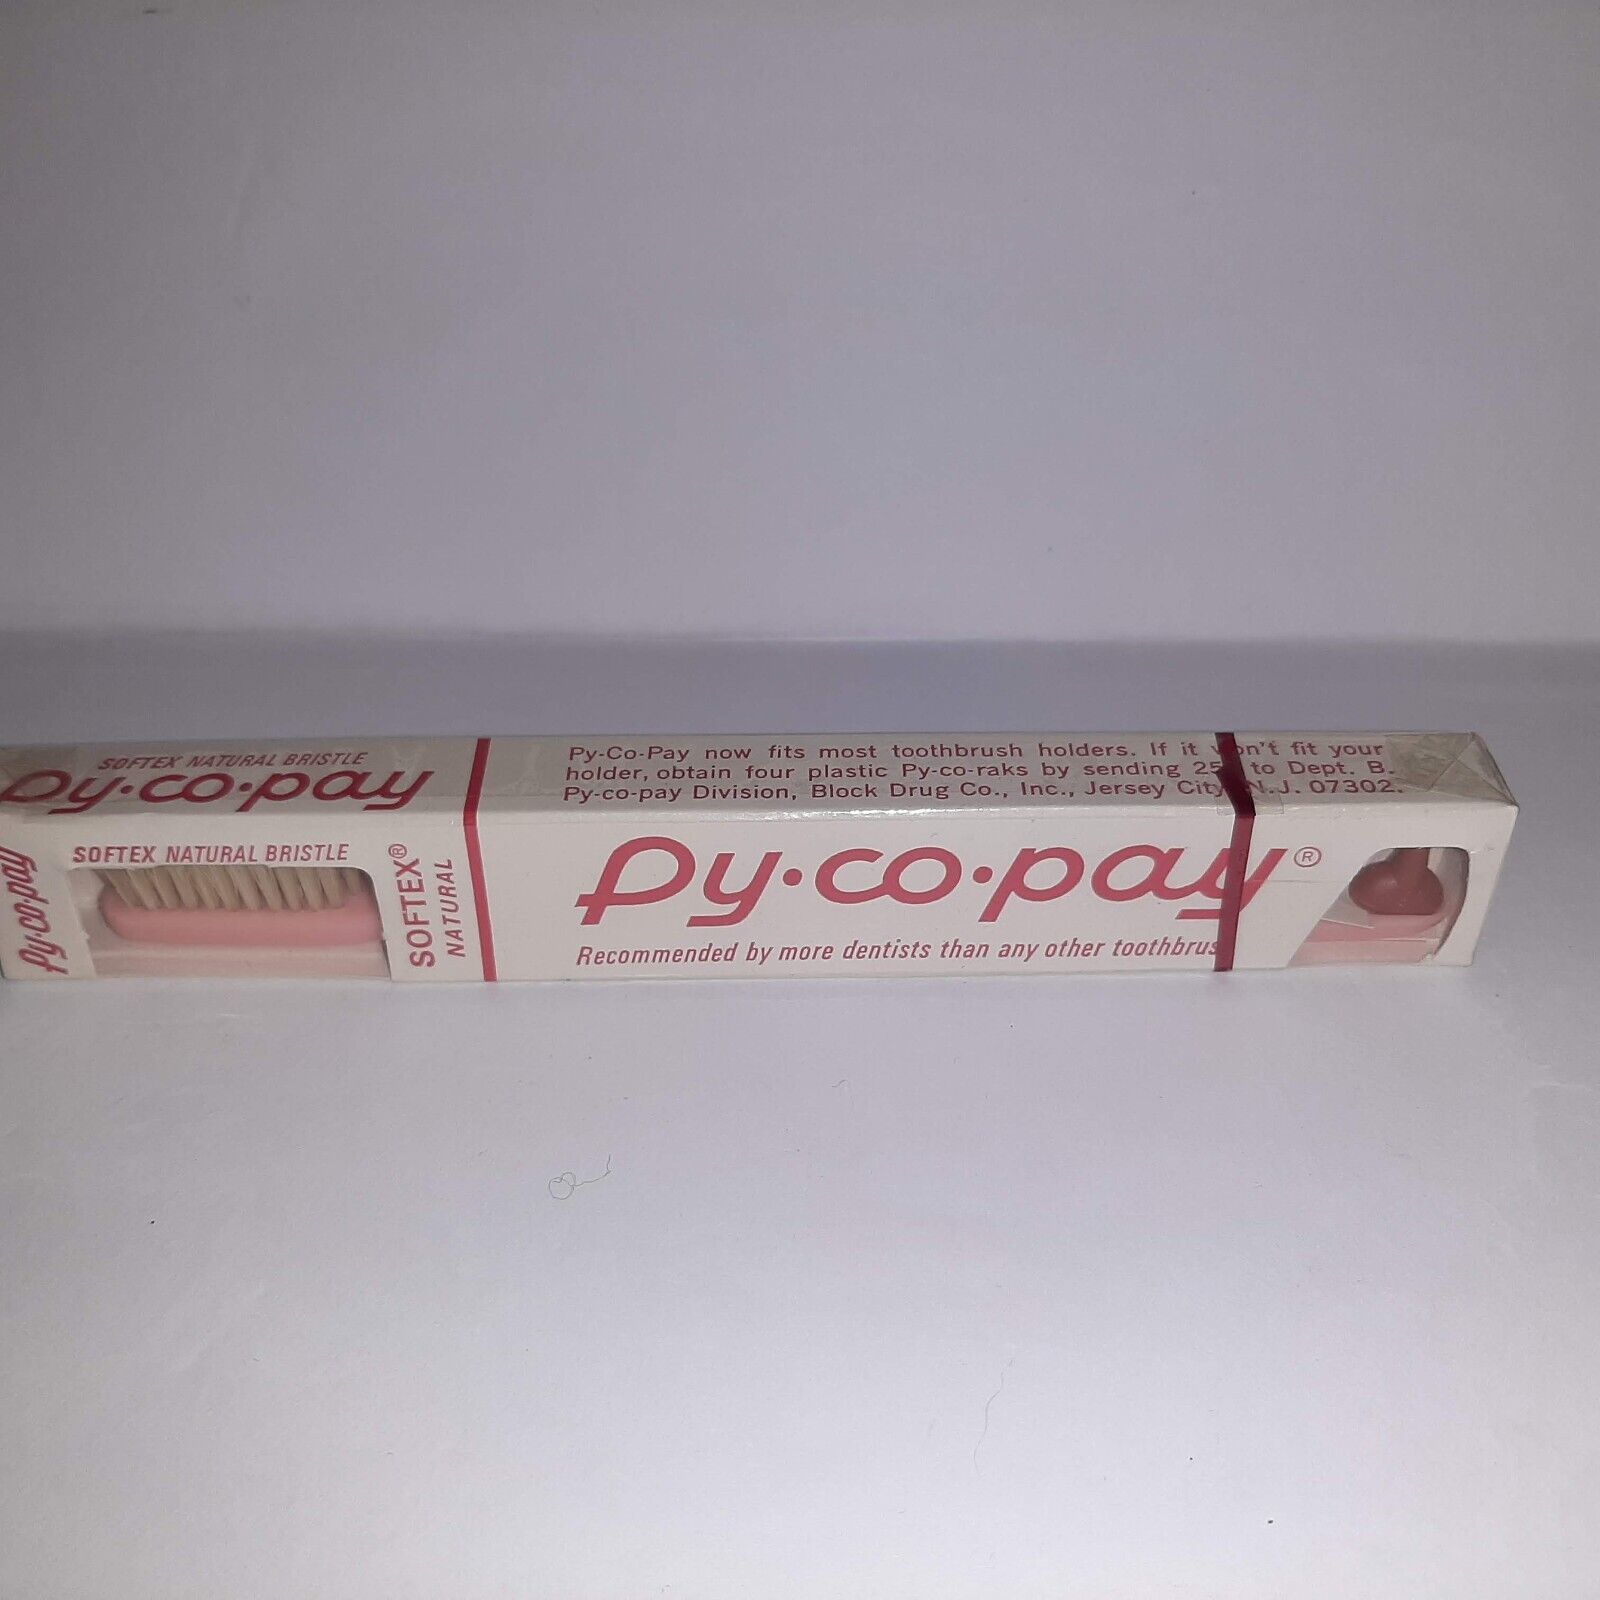 SOFTEX NATURAL BRISTLE
Py·co·pay
Py-Co-Pay now fits most toothbrush holders. If it won't fit your
holder, obtain four plastic Py-co-raks by sending 25 to Dept. B.
Py-co-pay Division, Block Drug Co., Inc., Jersey City N.J. 07302.
Py·co·pay
SOFTEX NATURAL BRISTLE
SOFTEX®
NATURAL
Py·co·pay®
Recommended by more dentists than any other toothbrus